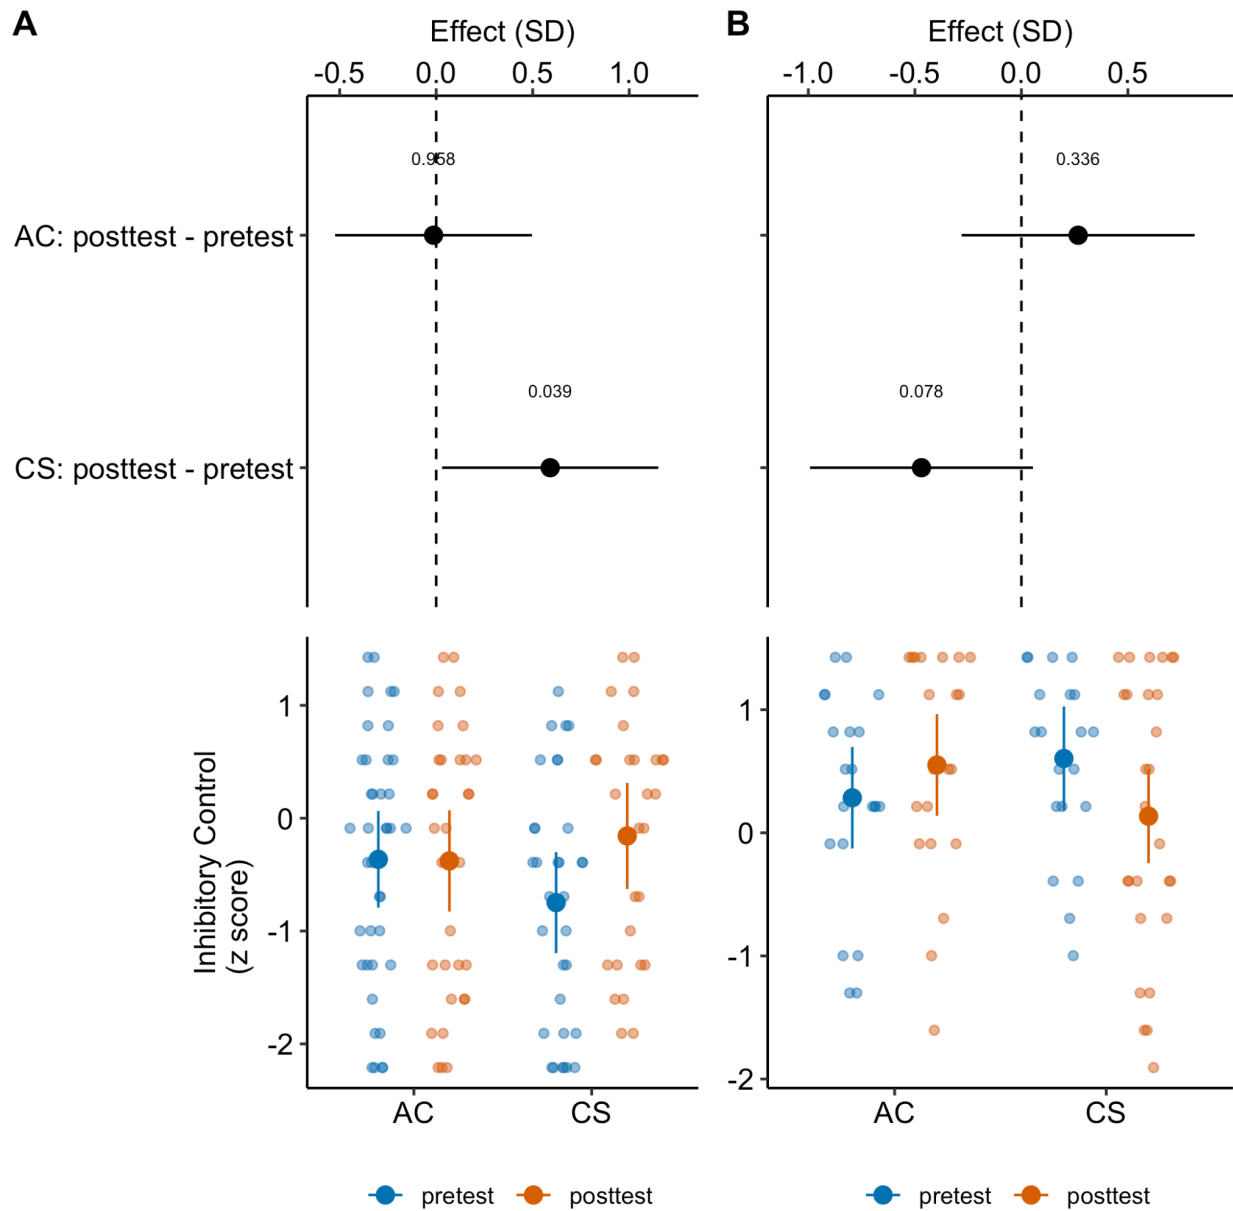 A
Effect (SD)
-0.5 0.0 0.5 1.0
0.958
AC: posttest - pretest
0.039
CS: posttest - pretest
Inhibitory Control
(z score)
1
0
-1
-2
AC CS
pretest posttest
B
Effect (SD)
-1.0 -0.5 0.0 0.5
0.336
0.078
1
0
-1
-2
AC CS
pretest posttest